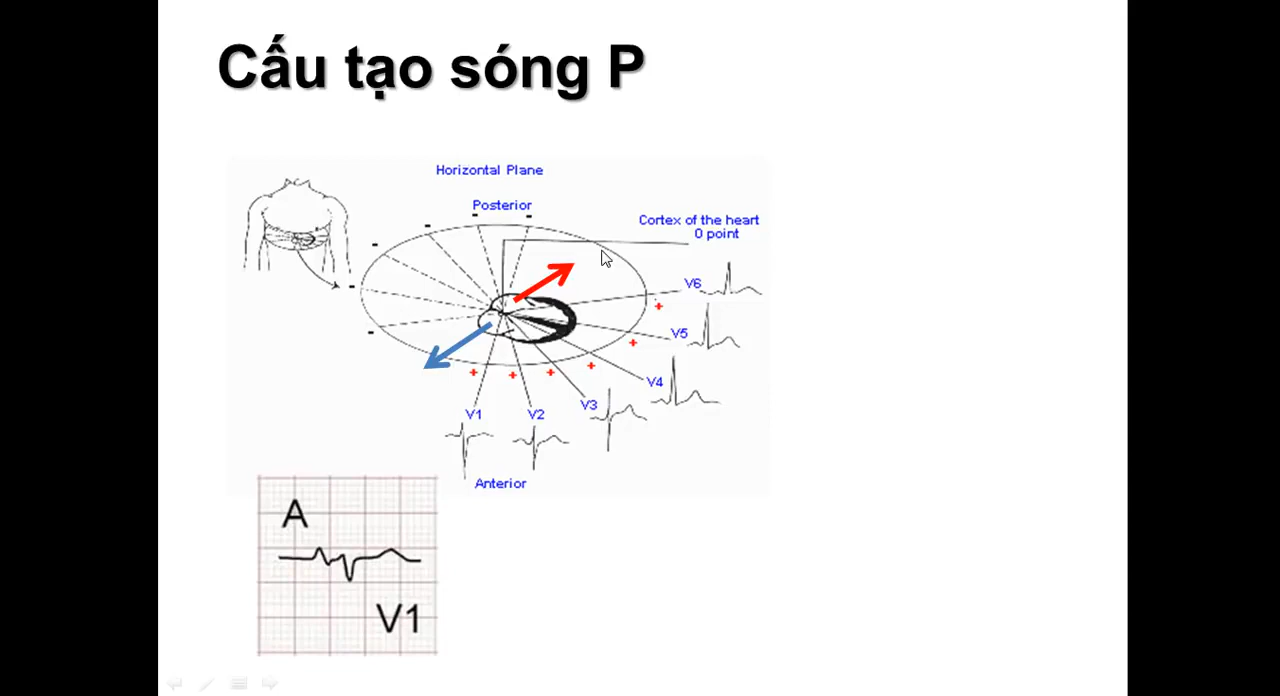 Cấu tạo sóng P
Horizontal Plane
Posterior
Cortex of the heart
0 point
V6
V5
V4
V3
V1
V2
Anterior
A
V1